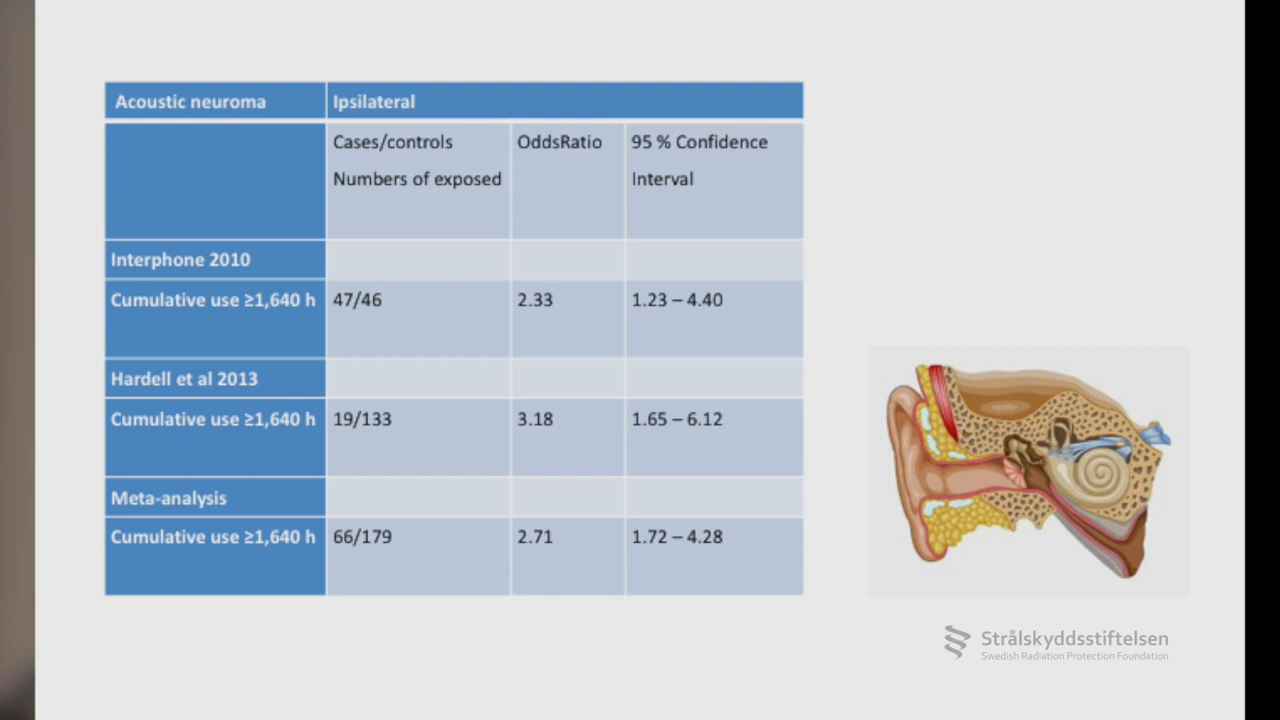 Acoustic neuroma Ipsilateral
Cases/controls OddsRatio 95 % Confidence
Numbers of exposed Interval
Interphone 2010
Cumulative use ≥1,640 h 47/46 2.33 1.23 – 4.40
Hardell et al 2013
Cumulative use ≥1,640 h 19/133 3.18 1.65 – 6.12
Meta-analysis
Cumulative use ≥1,640 h 66/179 2.71 1.72 – 4.28
Strålskyddsstiftelsen
Swedish Radiation Protection Foundation